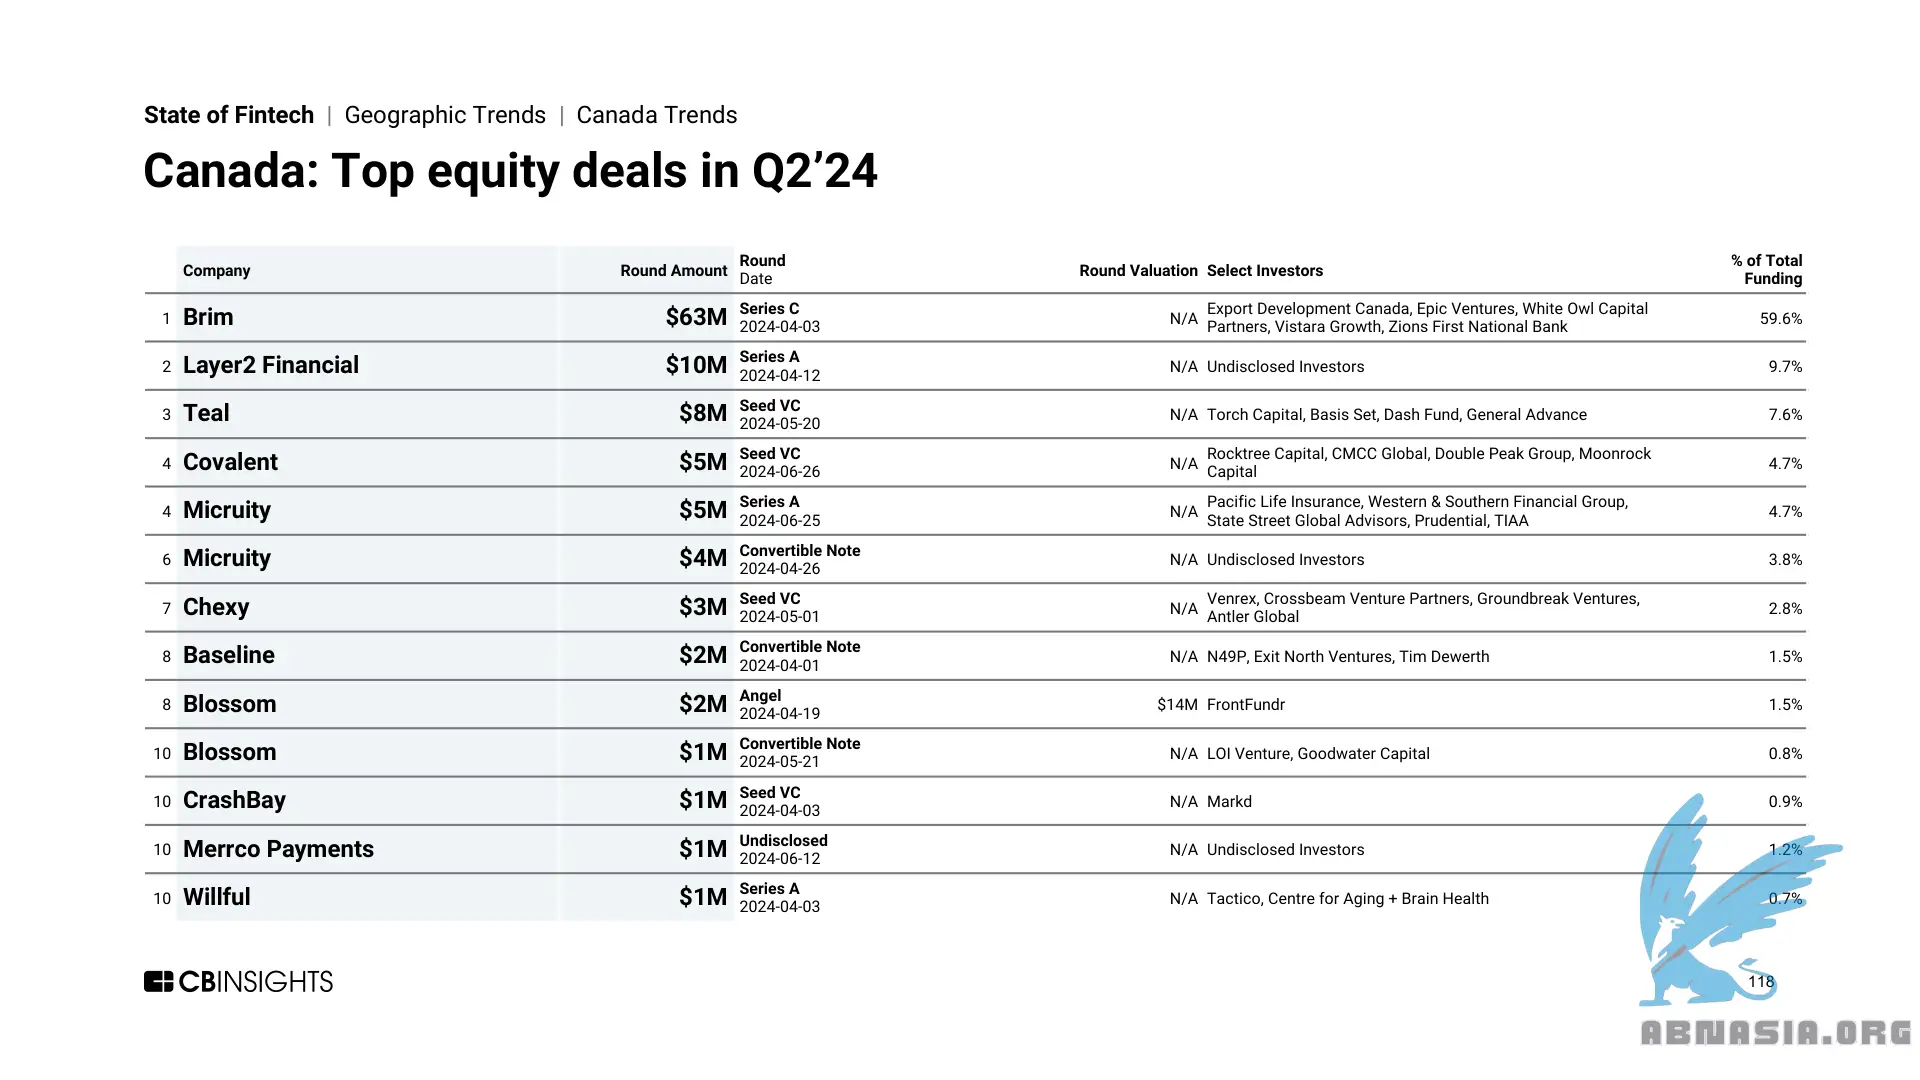 State of Fintech | Geographic Trends | Canada Trends
Canada: Top equity deals in Q2’24
Company Round Amount Round Date Round Valuation Select Investors % of Total Funding
1 Brim $63M Series C 2024-04-03 N/A Export Development Canada, Epic Ventures, White Owl Capital Partners, Vistara Growth, Zions First National Bank 59.6%
2 Layer2 Financial $10M Series A 2024-04-12 N/A Undisclosed Investors 9.7%
3 Teal $8M Seed VC 2024-05-20 N/A Torch Capital, Basis Set, Dash Fund, General Advance 7.6%
4 Covalent $5M Seed VC 2024-06-26 N/A Rocktree Capital, CMCC Global, Double Peak Group, Moonrock Capital 4.7%
4 Micruity $5M Series A 2024-06-25 N/A Pacific Life Insurance, Western & Southern Financial Group, State Street Global Advisors, Prudential, TIAA 4.7%
6 Micruity $4M Convertible Note 2024-04-26 N/A Undisclosed Investors 3.8%
7 Chexy $3M Seed VC 2024-05-01 N/A Venrex, Crossbeam Venture Partners, Groundbreak Ventures, Antler Global 2.8%
8 Baseline $2M Convertible Note 2024-04-01 N/A N49P, Exit North Ventures, Tim Dewerth 1.5%
8 Blossom $2M Angel 2024-04-19 $14M FrontFundr 1.5%
10 Blossom $1M Convertible Note 2024-05-21 N/A LOI Venture, Goodwater Capital 0.8%
10 CrashBay $1M Seed VC 2024-04-03 N/A Markd 0.9%
10 Merrco Payments $1M Undisclosed 2024-06-12 N/A Undisclosed Investors 1.2%
10 Willful $1M Series A 2024-04-03 N/A Tactico, Centre for Aging + Brain Health 0.7%
CBINSIGHTS
118
ABNASIA.ORG